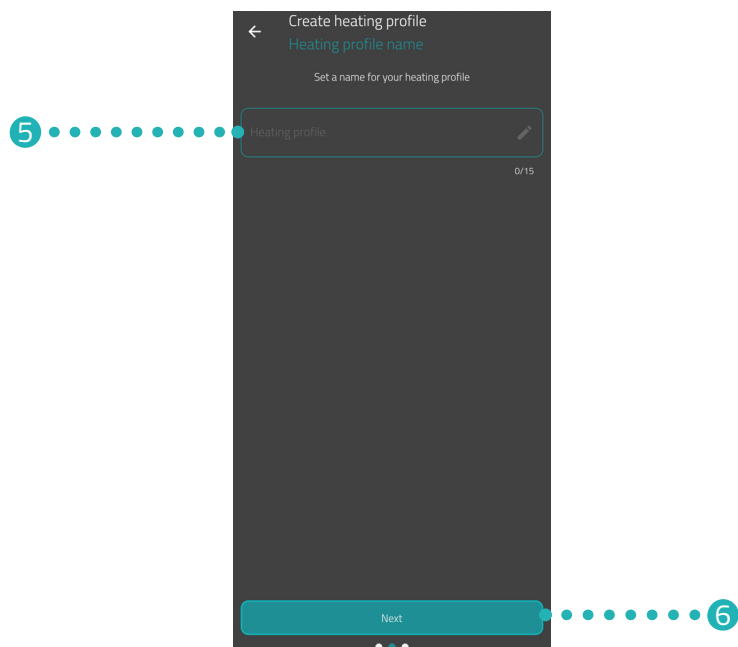 Create heating profile
Heating profile name
Set a name for your heating profile
5
Heating profile
0/15
Next
6